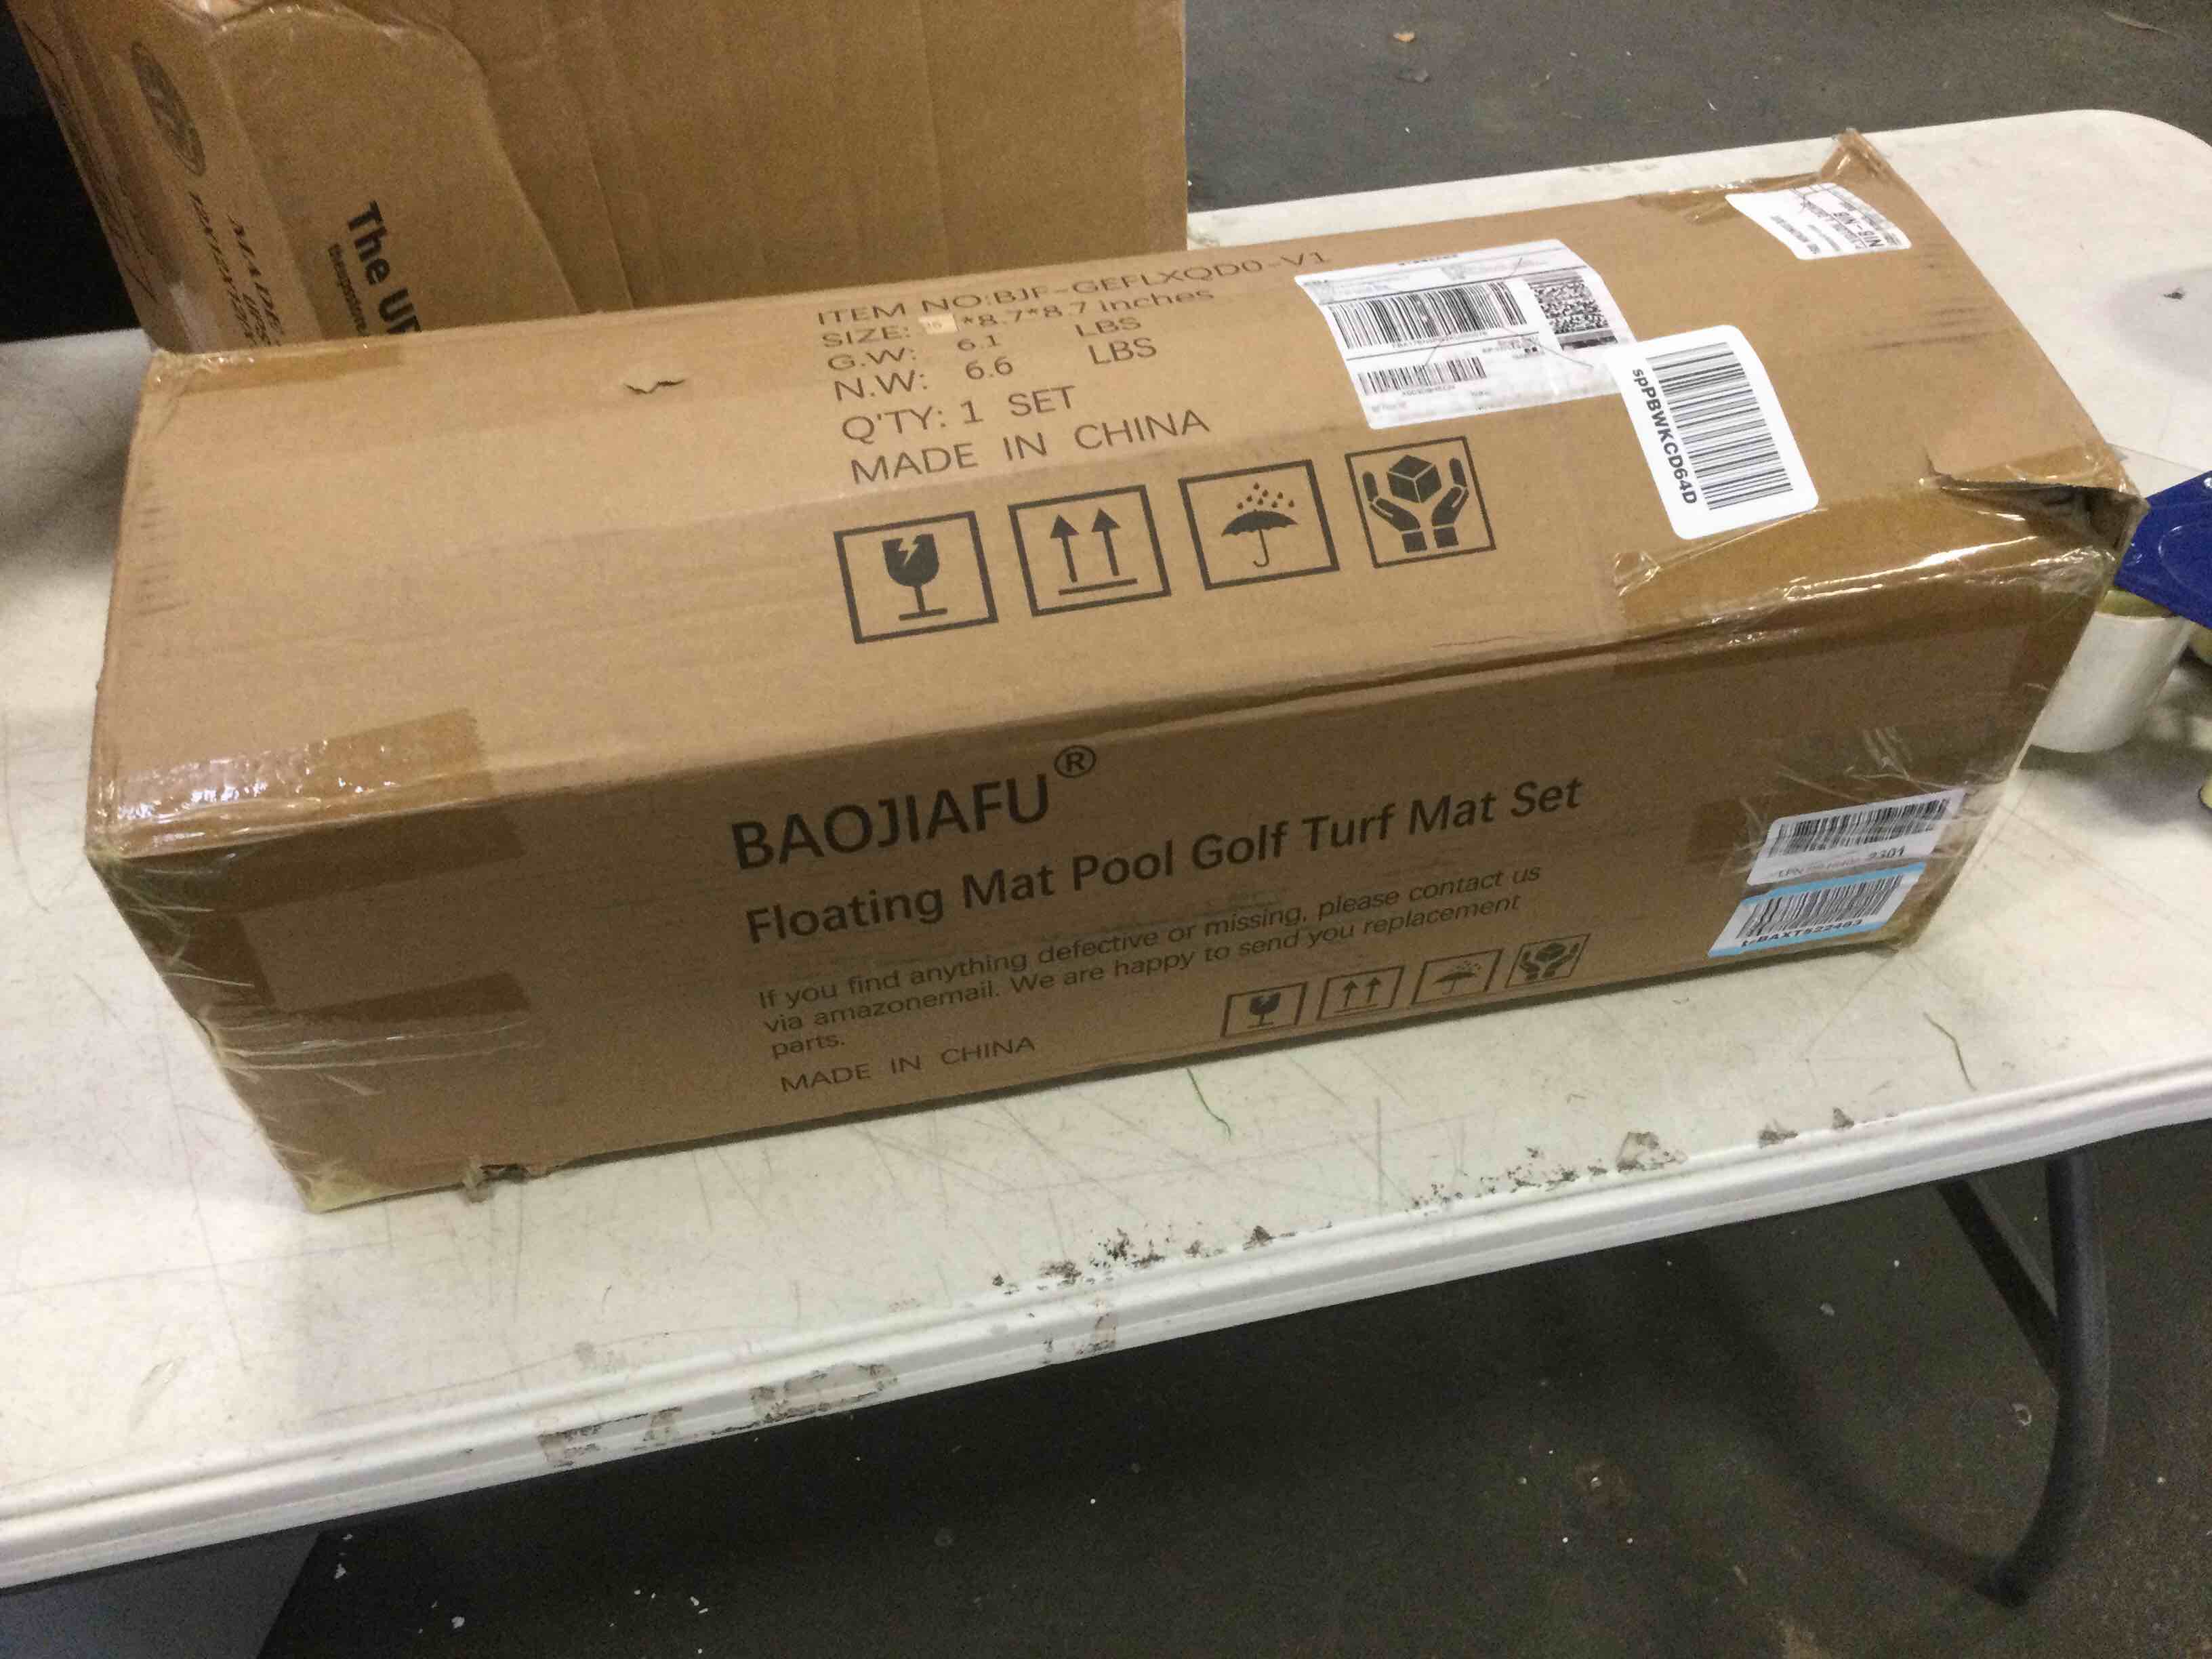 The
MADE
ITEM NO:BJF-GEFLXQD0-V1
SIZE: *8.7*8.7 inches
G.W: 6.1 LBS
N.W: 6.6 LBS
Q'TY: 1 SET
MADE IN CHINA
spPBWKCD64D
BAOJIAFU®
Floating Mat Pool Golf Turf Mat Set
If you find anything defective or missing, please contact us
via amazonemail. We are happy to send you replacement
parts.
MADE IN CHINA
2301